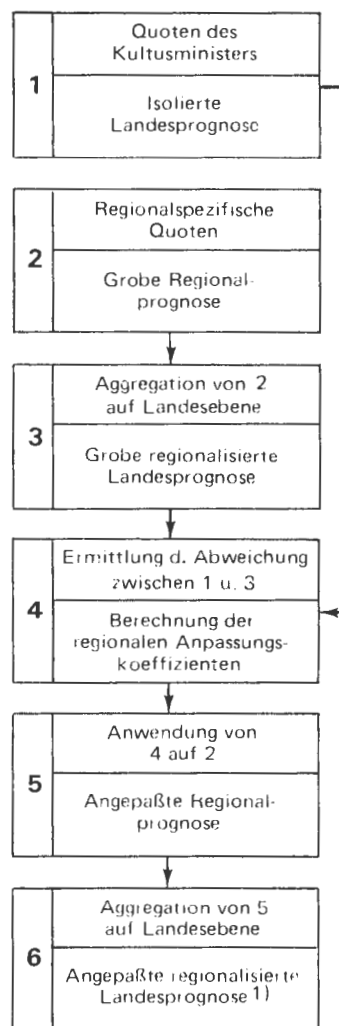 1
Quoten des
Kultusministers
Isolierte
Landesprognose
2
Regionalspezifische
Quoten
Grobe Regional-
prognose
3
Aggregation von 2
auf Landesebene
Grobe regionalisierte
Landesprognose
4
Ermittlung d. Abweichung
zwischen 1 u. 3
Berechnung der
regionalen Anpassungs-
koeffizienten
5
Anwendung von
4 auf 2
Angepaßte Regional-
prognose
6
Aggregation von 5
auf Landesebene
Angepaßte regionalisierte
Landesprognose 1)